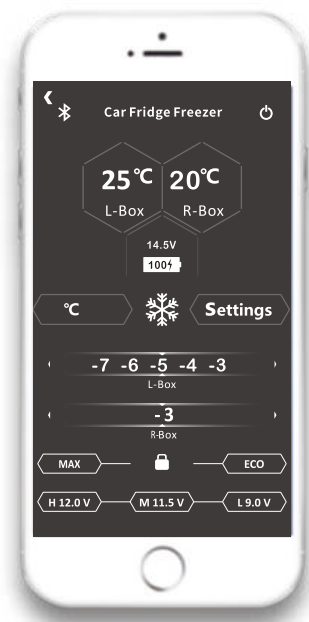 Car Fridge Freezer
25℃ 20℃
L-Box R-Box
14.5V
100
℃ Settings
-7 -6 -5 -4 -3
L-Box
-3
R-Box
MAX ECO
H 12.0 V M 11.5 V L 9.0 V